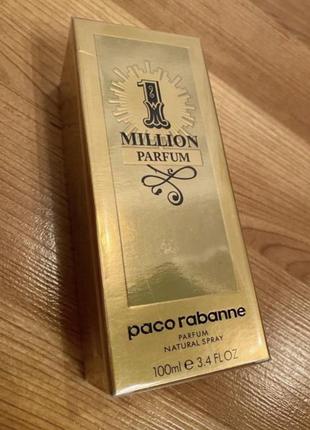 1
MILLION
PARFUM
paco rabanne
PARFUM
NATURAL SPRAY
100ml e 3.4 FL OZ